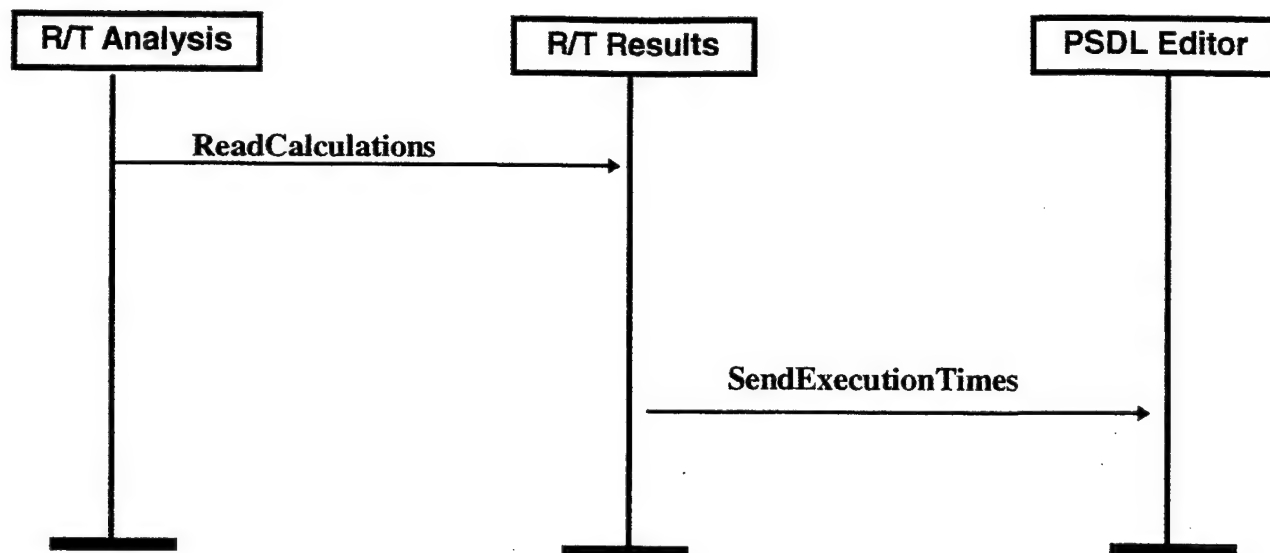 R/T Analysis
R/T Results
PSDL Editor
ReadCalculations
SendExecutionTimes